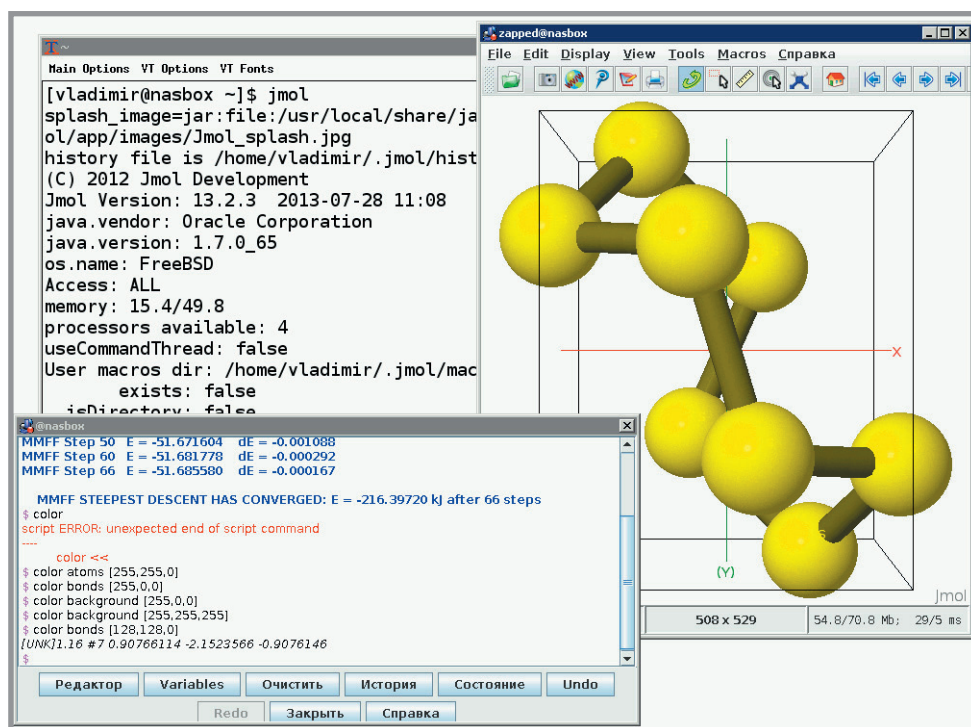 ~
Main Options VT Options VT Fonts
[vladimir@nasbox ~]$ jmol
splash_image=jar:file:/usr/local/share/ja
ol/app/images/Jmol_splash.jpg
history file is /home/vladimir/.jmol/hist
(C) 2012 Jmol Development
Jmol Version: 13.2.3 2013-07-28 11:08
java.vendor: Oracle Corporation
java.version: 1.7.0_65
os.name: FreeBSD
Access: ALL
memory: 15.4/49.8
processors available: 4
useCommandThread: false
User macros dir: /home/vladimir/.jmol/mac
exists: false
isDirectory: false
zapped@nasbox
File Edit Display View Tools Macros Справка
X
(Y)
S
Jmol
508 x 529
54.8/70.8 Mb; 29/5 ms
@nasbox
MMFF Step 50 E = -51.671604 dE = -0.001088
MMFF Step 60 E = -51.681778 dE = -0.000292
MMFF Step 66 E = -51.685580 dE = -0.000167
MMFF STEEPEST DESCENT HAS CONVERGED: E = -216.39720 kJ after 66 steps
$ color
script ERROR: unexpected end of script command
----
color <<
$ color atoms [255,255,0]
$ color bonds [255,0,0]
$ color background [255,0,0]
$ color background [255,255,255]
$ color bonds [128,128,0]
[UNK]1.16 #7 0.90766114 -2.1523566 -0.9076146
$
Редактор Variables Очистить История Состояние Undo
Redo Закрыть Справка